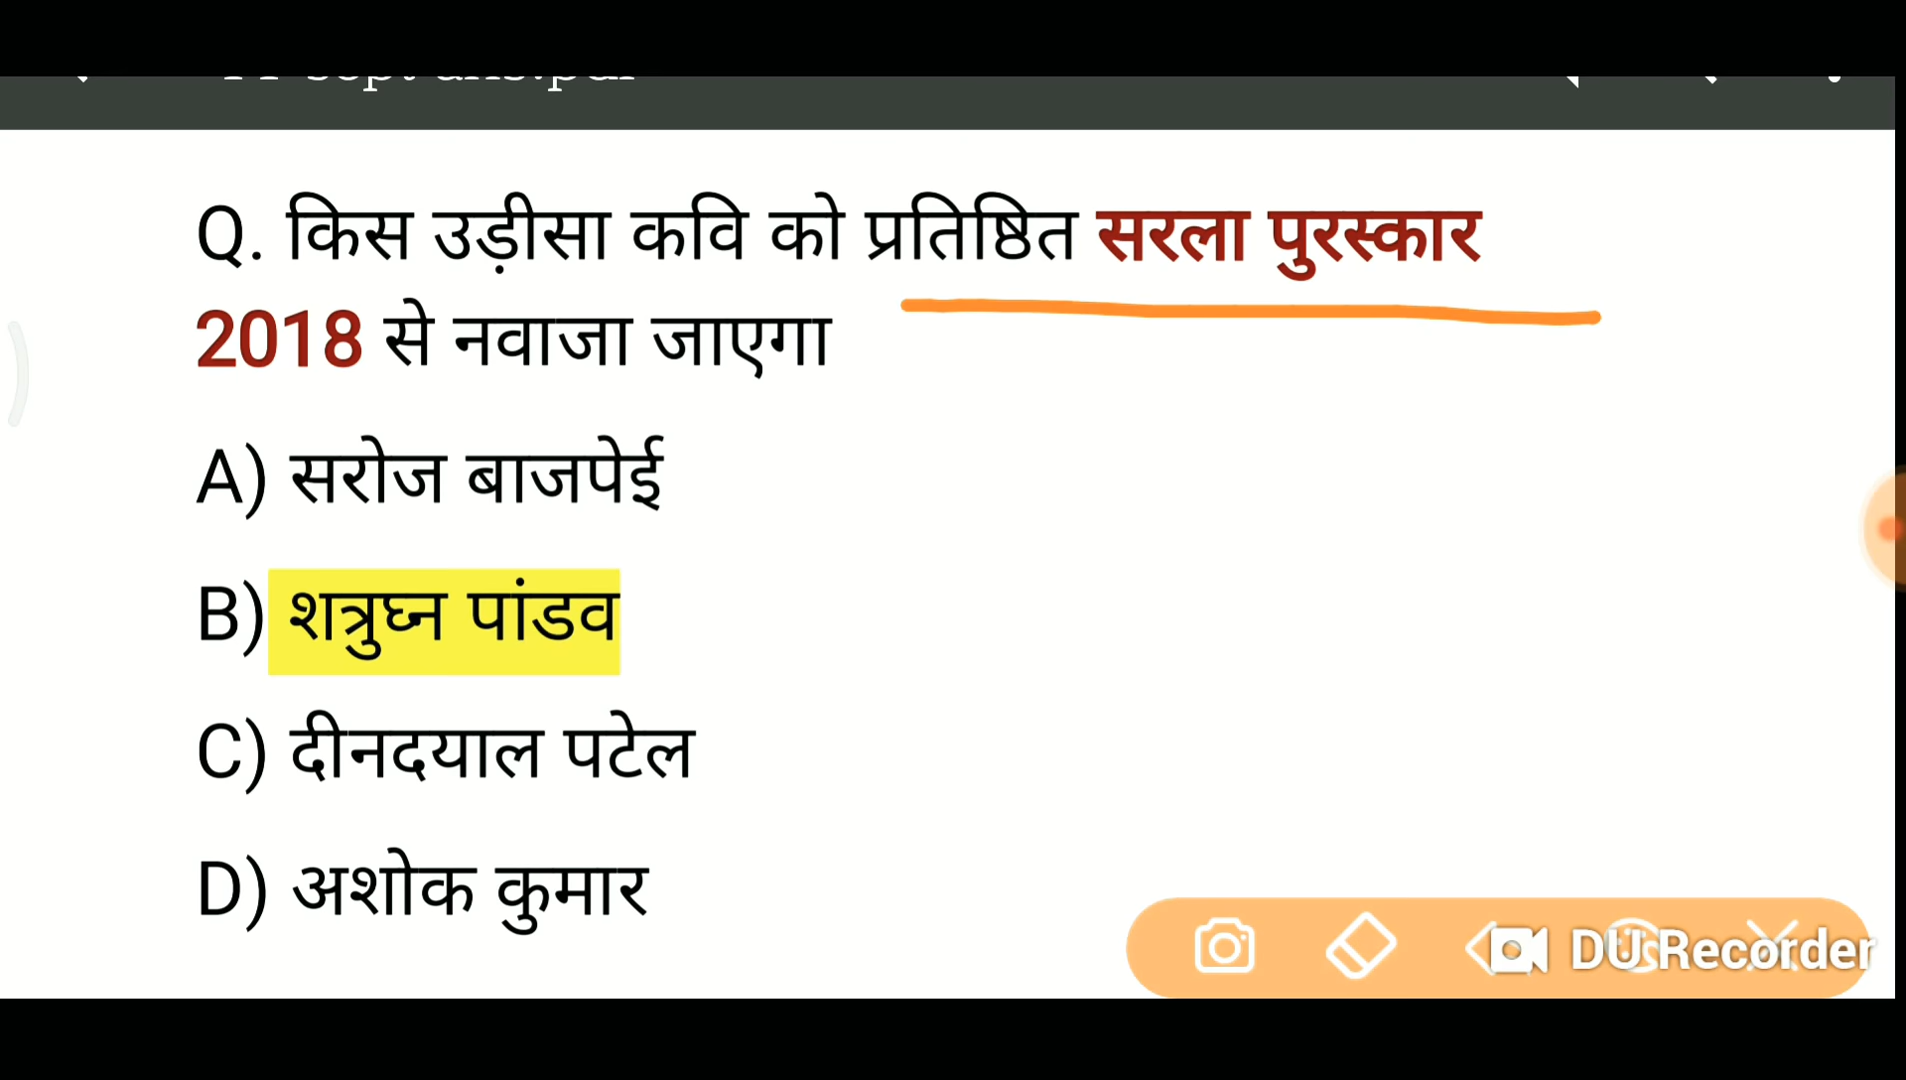 Q. किस उड़ीसा कवि को प्रतिष्ठित सरला पुरस्कार
2018 से नवाजा जाएगा
A) सरोज बाजपेई
B) शत्रुघ्न पांडव
C) दीनदयाल पटेल
D) अशोक कुमार
DU Recorder